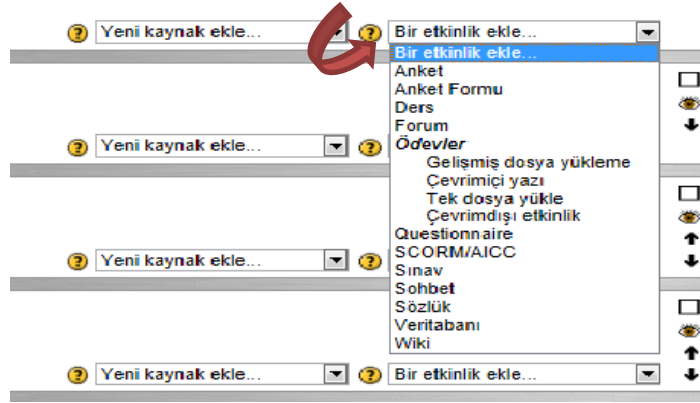 Yeni kaynak ekle... Bir etkinlik ekle...
Bir etkinlik ekle...
Anket
Anket Formu
Ders
Forum
Yeni kaynak ekle... Ödevler
Gelişmiş dosya yükleme
Çevrimiçi yazı
Tek dosya yükle
Çevrimdışı etkinlik
Questionnaire
SCORM/AICC
Yeni kaynak ekle... Sınav
Sohbet
Sözlük
Veritabanı
Wiki
Yeni kaynak ekle... Bir etkinlik ekle...